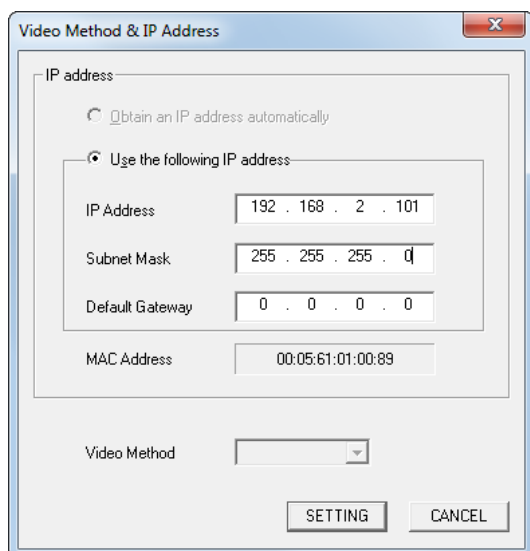 Video Method & IP Address
IP address
Obtain an IP address automatically
Use the following IP address
IP Address 192 . 168 . 2 . 101
Subnet Mask 255 . 255 . 255 . 0
Default Gateway 0 . 0 . 0 . 0
MAC Address 00:05:61:01:00:89
Video Method
SETTING CANCEL